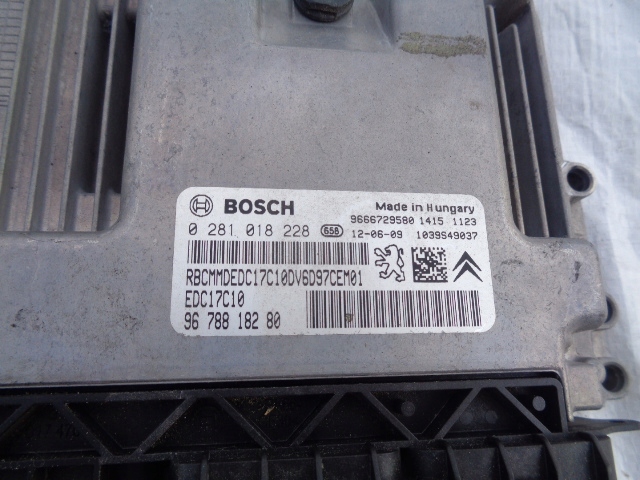 BOSCH
Made in Hungary
9666729580 1415 1123
0 281 018 228 656 12-06-09 1039S49037
RBCMMDEDC17C10DV6D97CEM01
EDC17C10
96 788 182 80